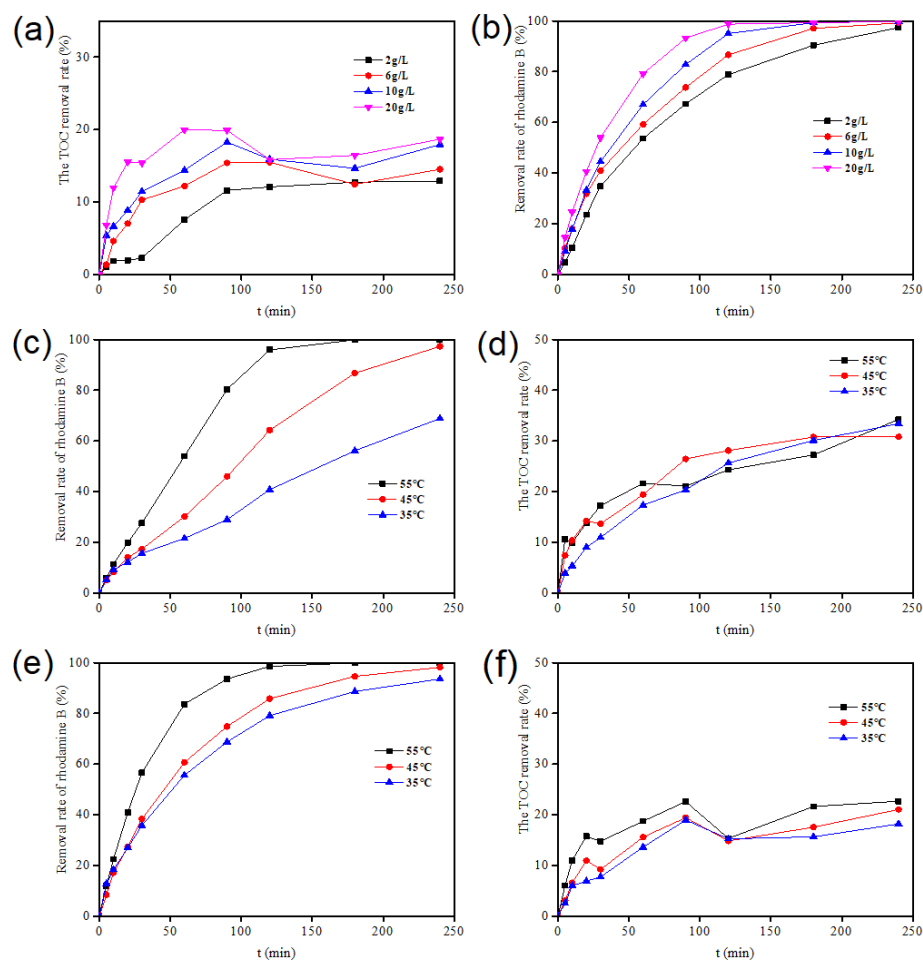 (a)
The TOC removal rate (%)
30
20
10
0
2g/L
6g/L
10g/L
20g/L
0 50 100 150 200 250
t (min)
(b)
Removal rate of rhodamine B (%)
100
80
60
40
20
0
2g/L
6g/L
10g/L
20g/L
0 50 100 150 200 250
t (min)
(c)
Removal rate of rhodamine B (%)
100
80
60
40
20
0
55°C
45°C
35°C
0 50 100 150 200 250
t (min)
(d)
The TOC removal rate (%)
50
40
30
20
10
0
55°C
45°C
35°C
0 50 100 150 200 250
t (min)
(e)
Removal rate of rhodamine B (%)
100
80
60
40
20
0
55°C
45°C
35°C
0 50 100 150 200 250
t (min)
(f)
The TOC removal rate (%)
50
40
30
20
10
0
55°C
45°C
35°C
0 50 100 150 200 250
t (min)